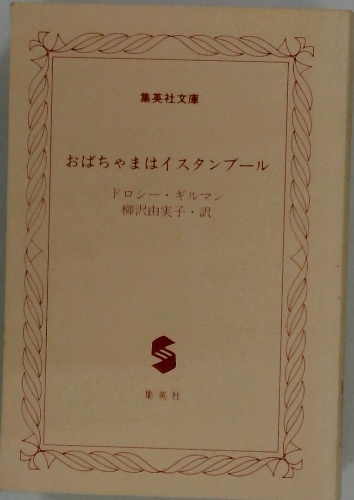 集英社文庫
おばちゃまはイスタンブール
ドロシー・ギルマン
柳沢由実子・訳
集英社